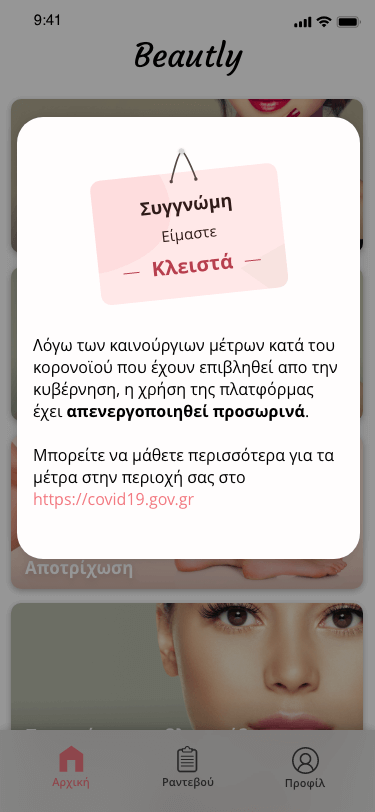 9:41
Beautly
Συγγνώμη
Είμαστε
Κλειστά
Λόγω των καινούργιων μέτρων κατά του
κορονοϊού που έχουν επιβληθεί απο την
κυβέρνηση, η χρήση της πλατφόρμας
έχει απενεργοποιηθεί προσωρινά.
Μπορείτε να μάθετε περισσότερα για τα
μέτρα στην περιοχή σας στο
https://covid19.gov.gr
Αποτρίχωση
Αρχική
Ραντεβού
Προφίλ